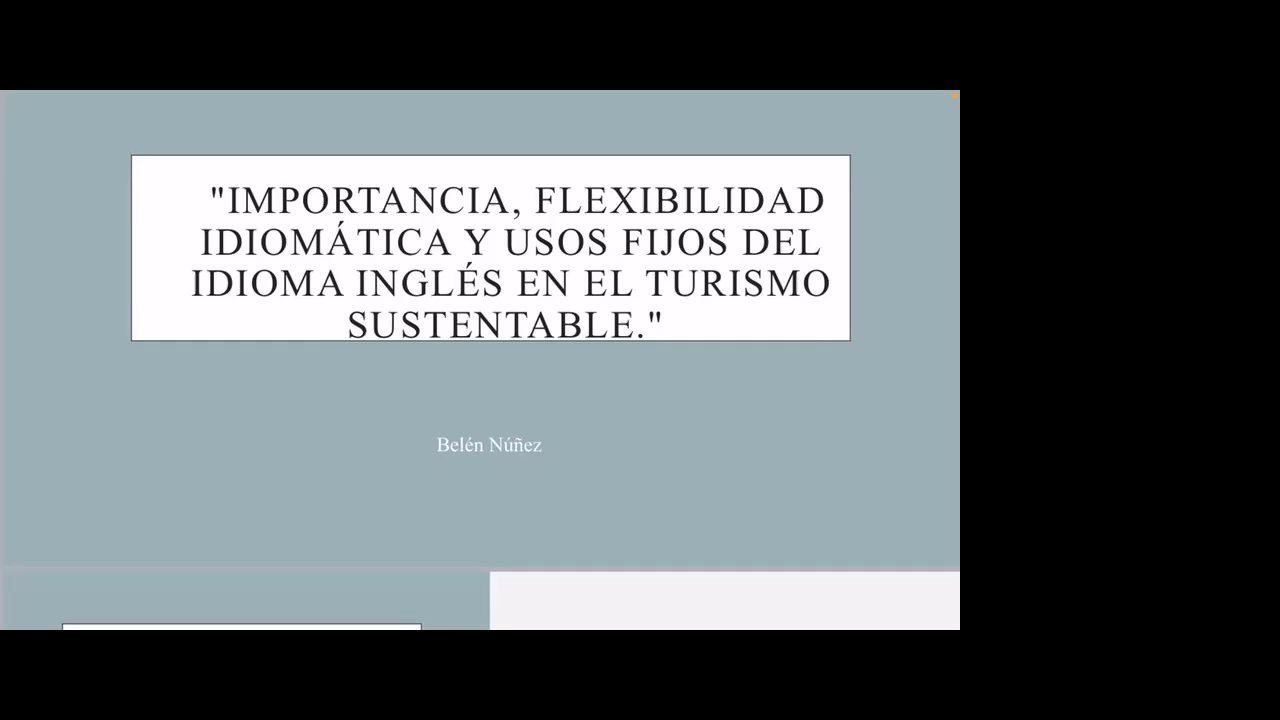 "IMPORTANCIA, FLEXIBILIDAD
IDIOMÁTICA Y USOS FIJOS DEL
IDIOMA INGLÉS EN EL TURISMO
SUSTENTABLE."
Belén Núñez